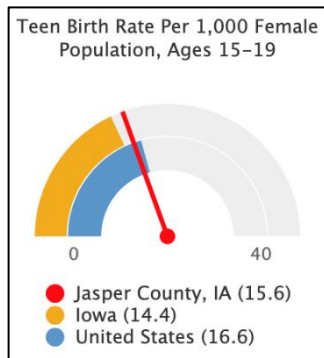 Teen Birth Rate Per 1,000 Female
Population, Ages 15-19
0 40
Jasper County, IA (15.6)
Iowa (14.4)
United States (16.6)